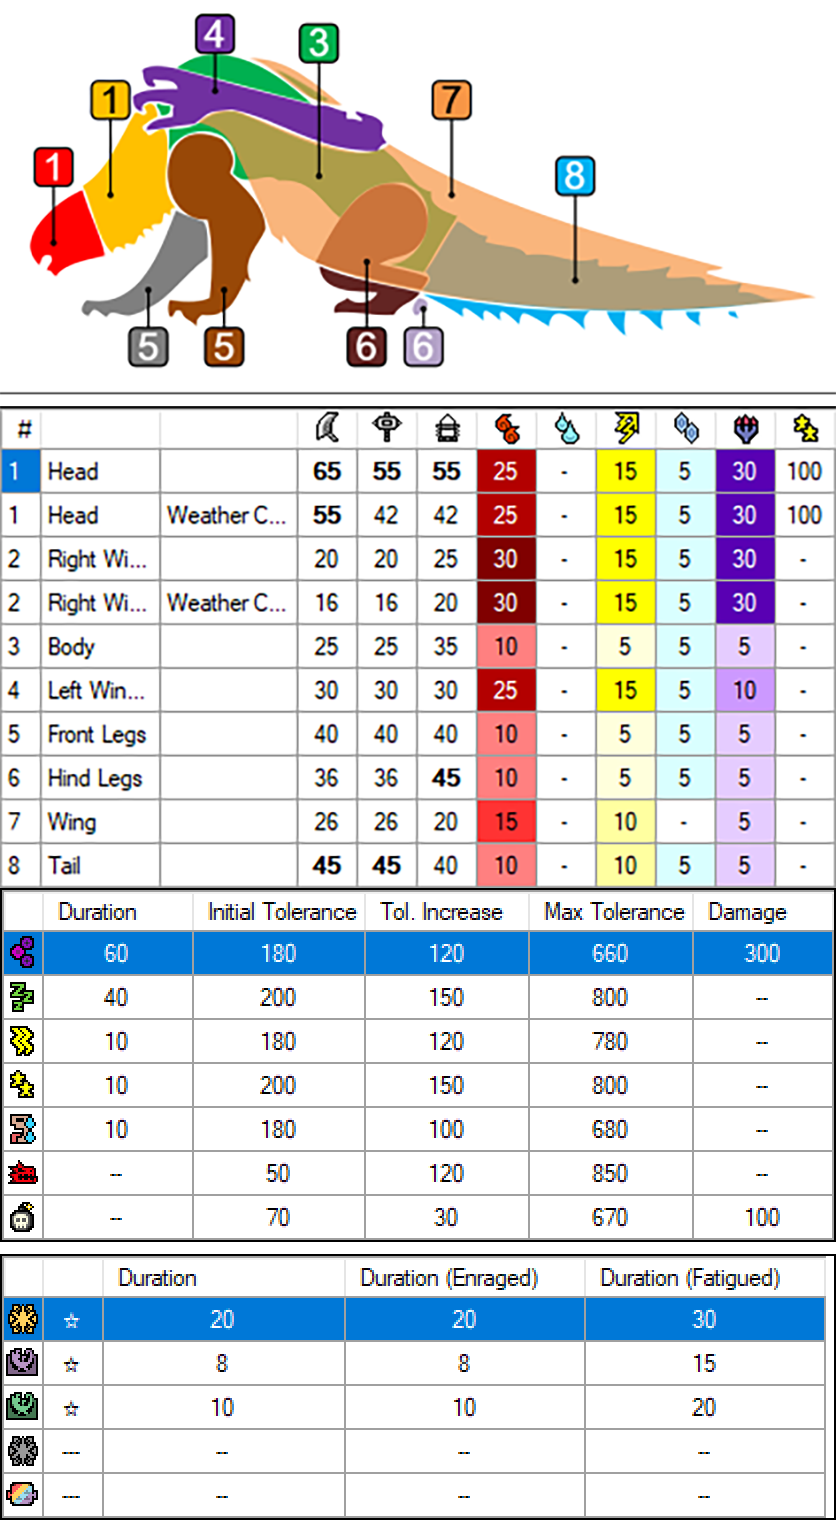 4
3
1
7
1
8
5
5
6
6
#
1 Head 65 55 55 25 - 15 5 30 100
1 Head Weather C... 55 42 42 25 - 15 5 30 100
2 Right Wi... 20 20 25 30 - 15 5 30 -
2 Right Wi... Weather C... 16 16 20 30 - 15 5 30 -
3 Body 25 25 35 10 - 5 5 5 -
4 Left Win... 30 30 30 25 - 15 5 10 -
5 Front Legs 40 40 40 10 - 5 5 5 -
6 Hind Legs 36 36 45 10 - 5 5 5 -
7 Wing 26 26 20 15 - 10 - 5 -
8 Tail 45 45 40 10 - 10 5 5 -
Duration Initial Tolerance Tol. Increase Max Tolerance Damage
60 180 120 660 300
40 200 150 800 --
10 180 120 780 --
10 200 150 800 --
10 180 100 680 --
-- 50 120 850 --
-- 70 30 670 100
Duration Duration (Enraged) Duration (Fatigued)
☆ 20 20 30
☆ 8 8 15
☆ 10 10 20
--- -- -- --
--- -- -- --